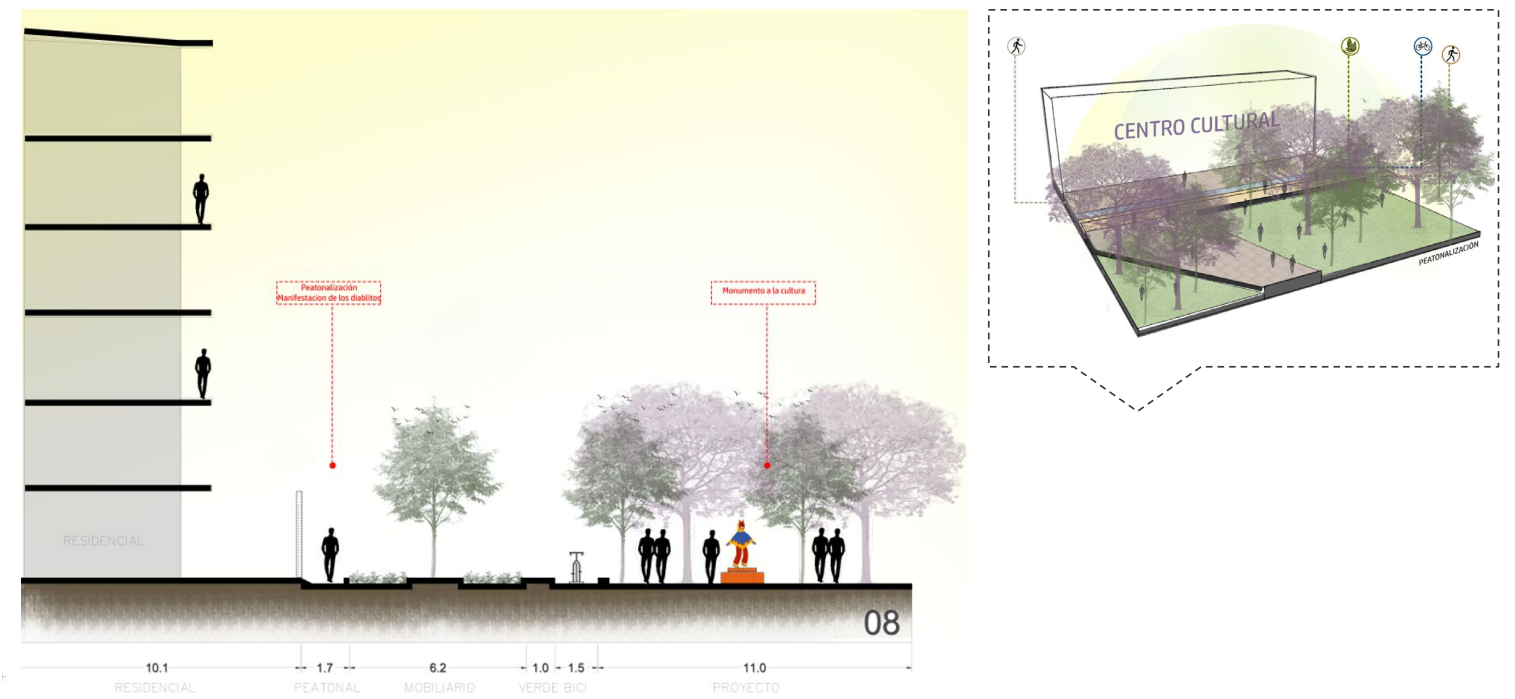 CENTRO CULTURAL
PEATONALIZACIÓN
Peatonalización
Manifestacion de los diablitos
Monumento a la cultura
RESIDENCIAL
08
10.1 1.7 6.2 1.0 1.5 11.0
RESIDENCIAL PEATONAL MOBILIARIO VERDE BICI PROYECTO